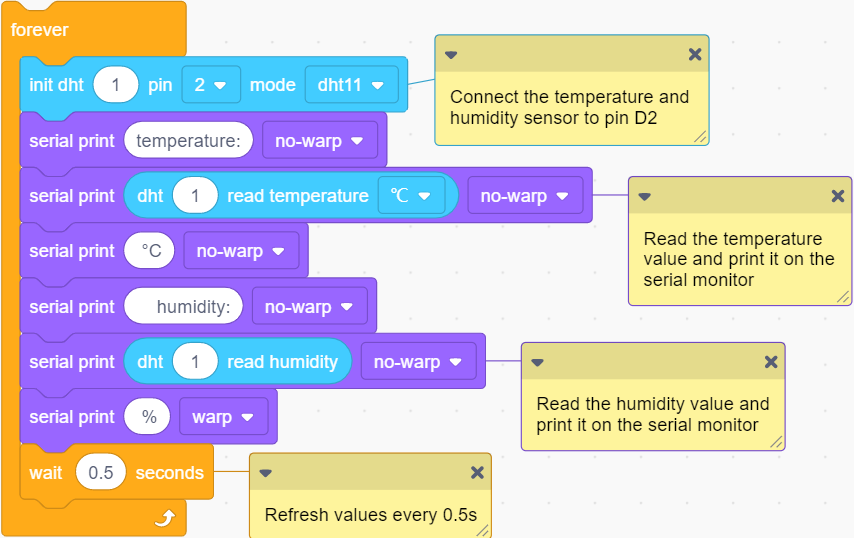 forever
init dht 1 pin 2 mode dht11
Connect the temperature and
humidity sensor to pin D2
serial print temperature: no-warp
serial print dht 1 read temperature ℃ no-warp
Read the temperature
value and print it on the
serial monitor
serial print °C no-warp
serial print humidity: no-warp
serial print dht 1 read humidity no-warp
Read the humidity value and
print it on the serial monitor
serial print % warp
wait 0.5 seconds
Refresh values every 0.5s